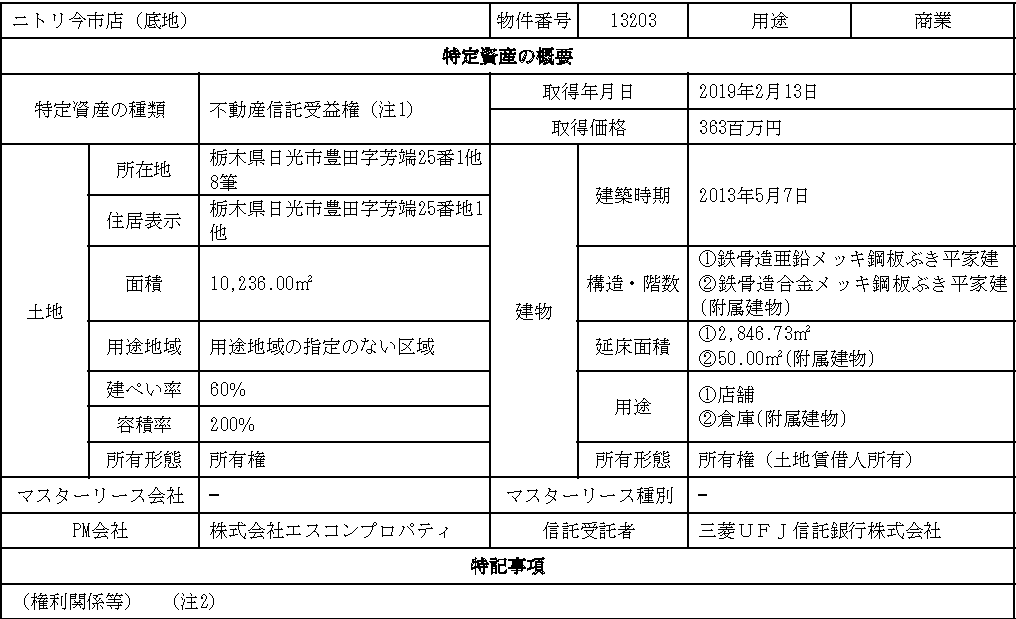 ニトリ今市店（底地） 物件番号 13203 用途 商業
特定資産の概要
特定資産の種類 不動産信託受益権（注1） 取得年月日 2019年2月13日
取得価格 363百万円
土地 所在地 栃木県日光市豊田字芳端25番1他
8筆
住居表示 栃木県日光市豊田字芳端25番地1
他
面積 10,236.00㎡
用途地域 用途地域の指定のない区域
建ぺい率 60%
容積率 200%
所有形態 所有権
建物 建築時期 2013年5月7日
構造・階数 ①鉄骨造亜鉛メッキ鋼板ぶき平家建
②鉄骨造合金メッキ鋼板ぶき平家建
(附属建物)
延床面積 ①2,846.73㎡
②50.00㎡(附属建物)
用途 ①店舗
②倉庫(附属建物)
所有形態 所有権（土地賃借人所有）
マスターリース会社 － マスターリース種別 －
PM会社 株式会社エスコンプロパティ 信託受託者 三菱ＵＦＪ信託銀行株式会社
特記事項
（権利関係等） （注2）